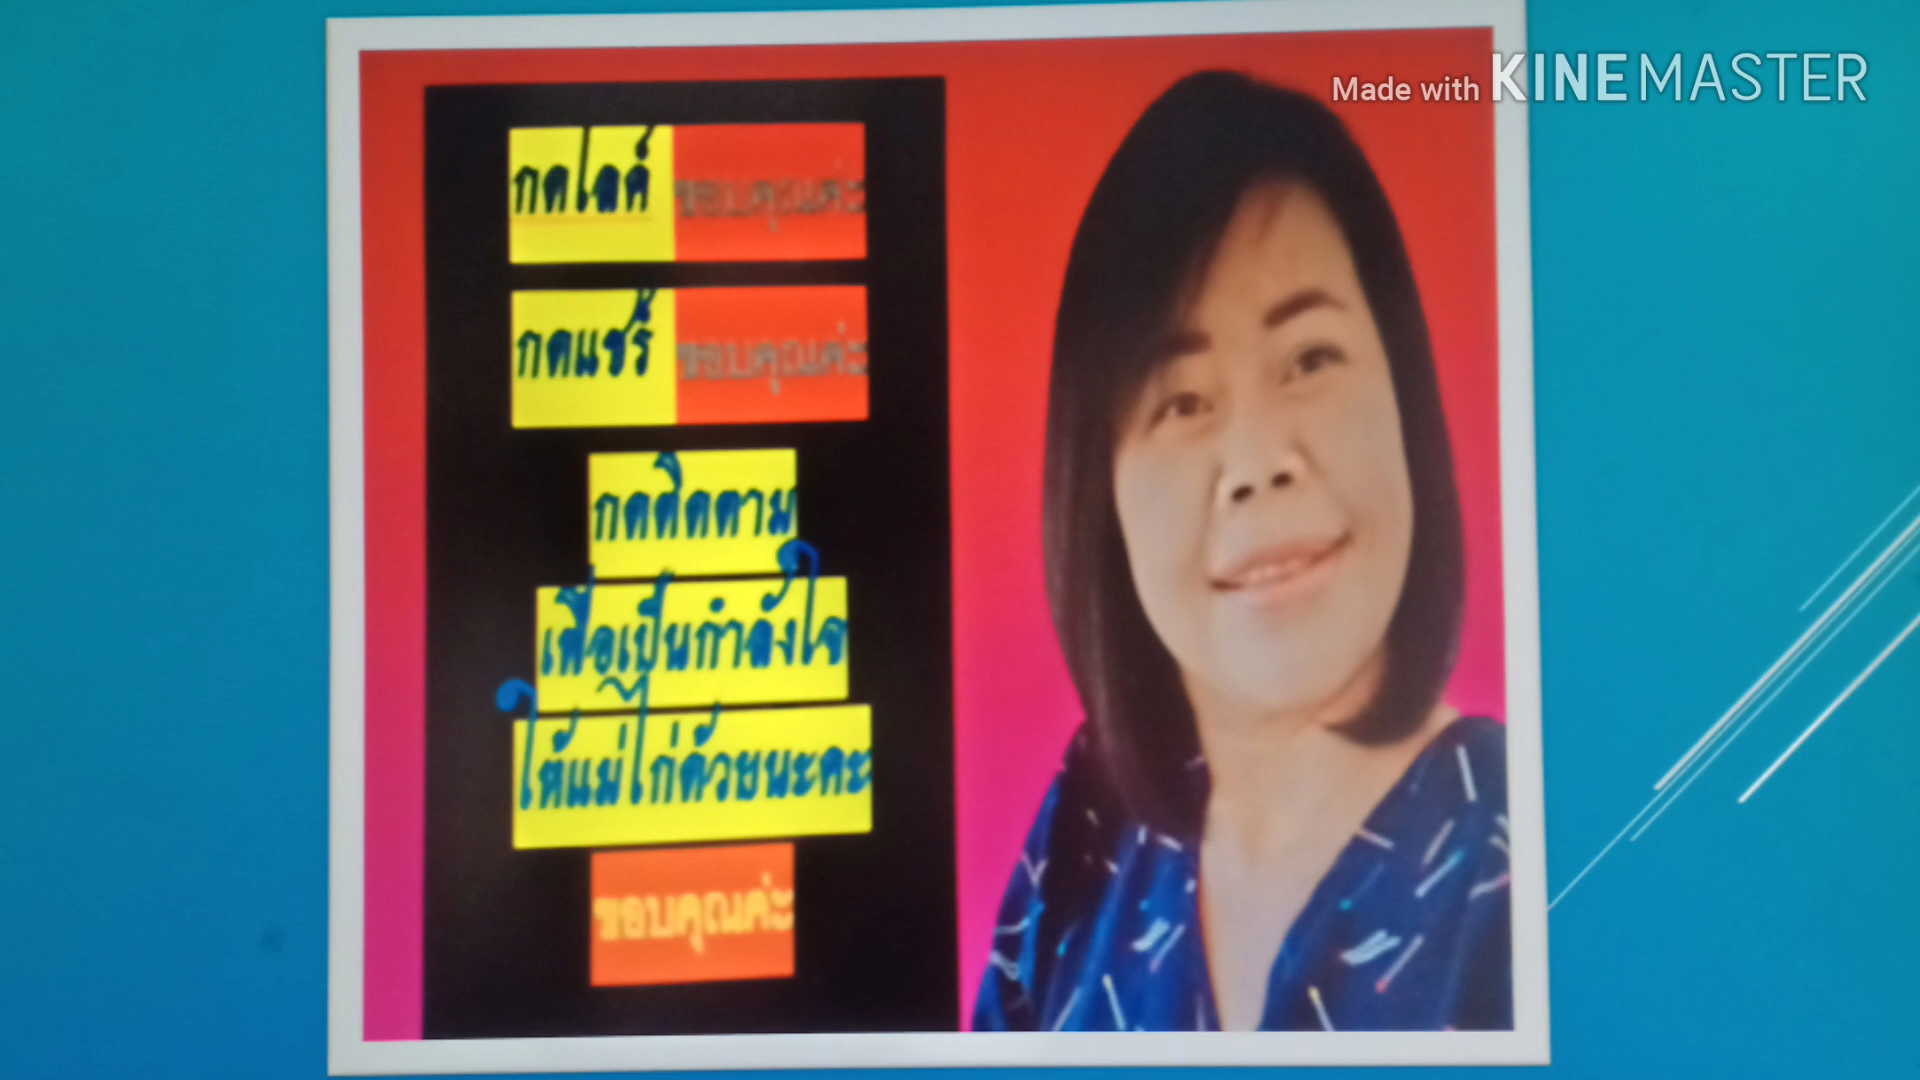 Made with KINEMASTER
กดไลค์ ขอบคุณค่ะ
กดแชร์ ขอบคุณค่ะ
กดติดตาม
เพื่อเป็นกำลังใจ
ให้แม่ไก่ด้วยนะคะ
ขอบคุณค่ะ